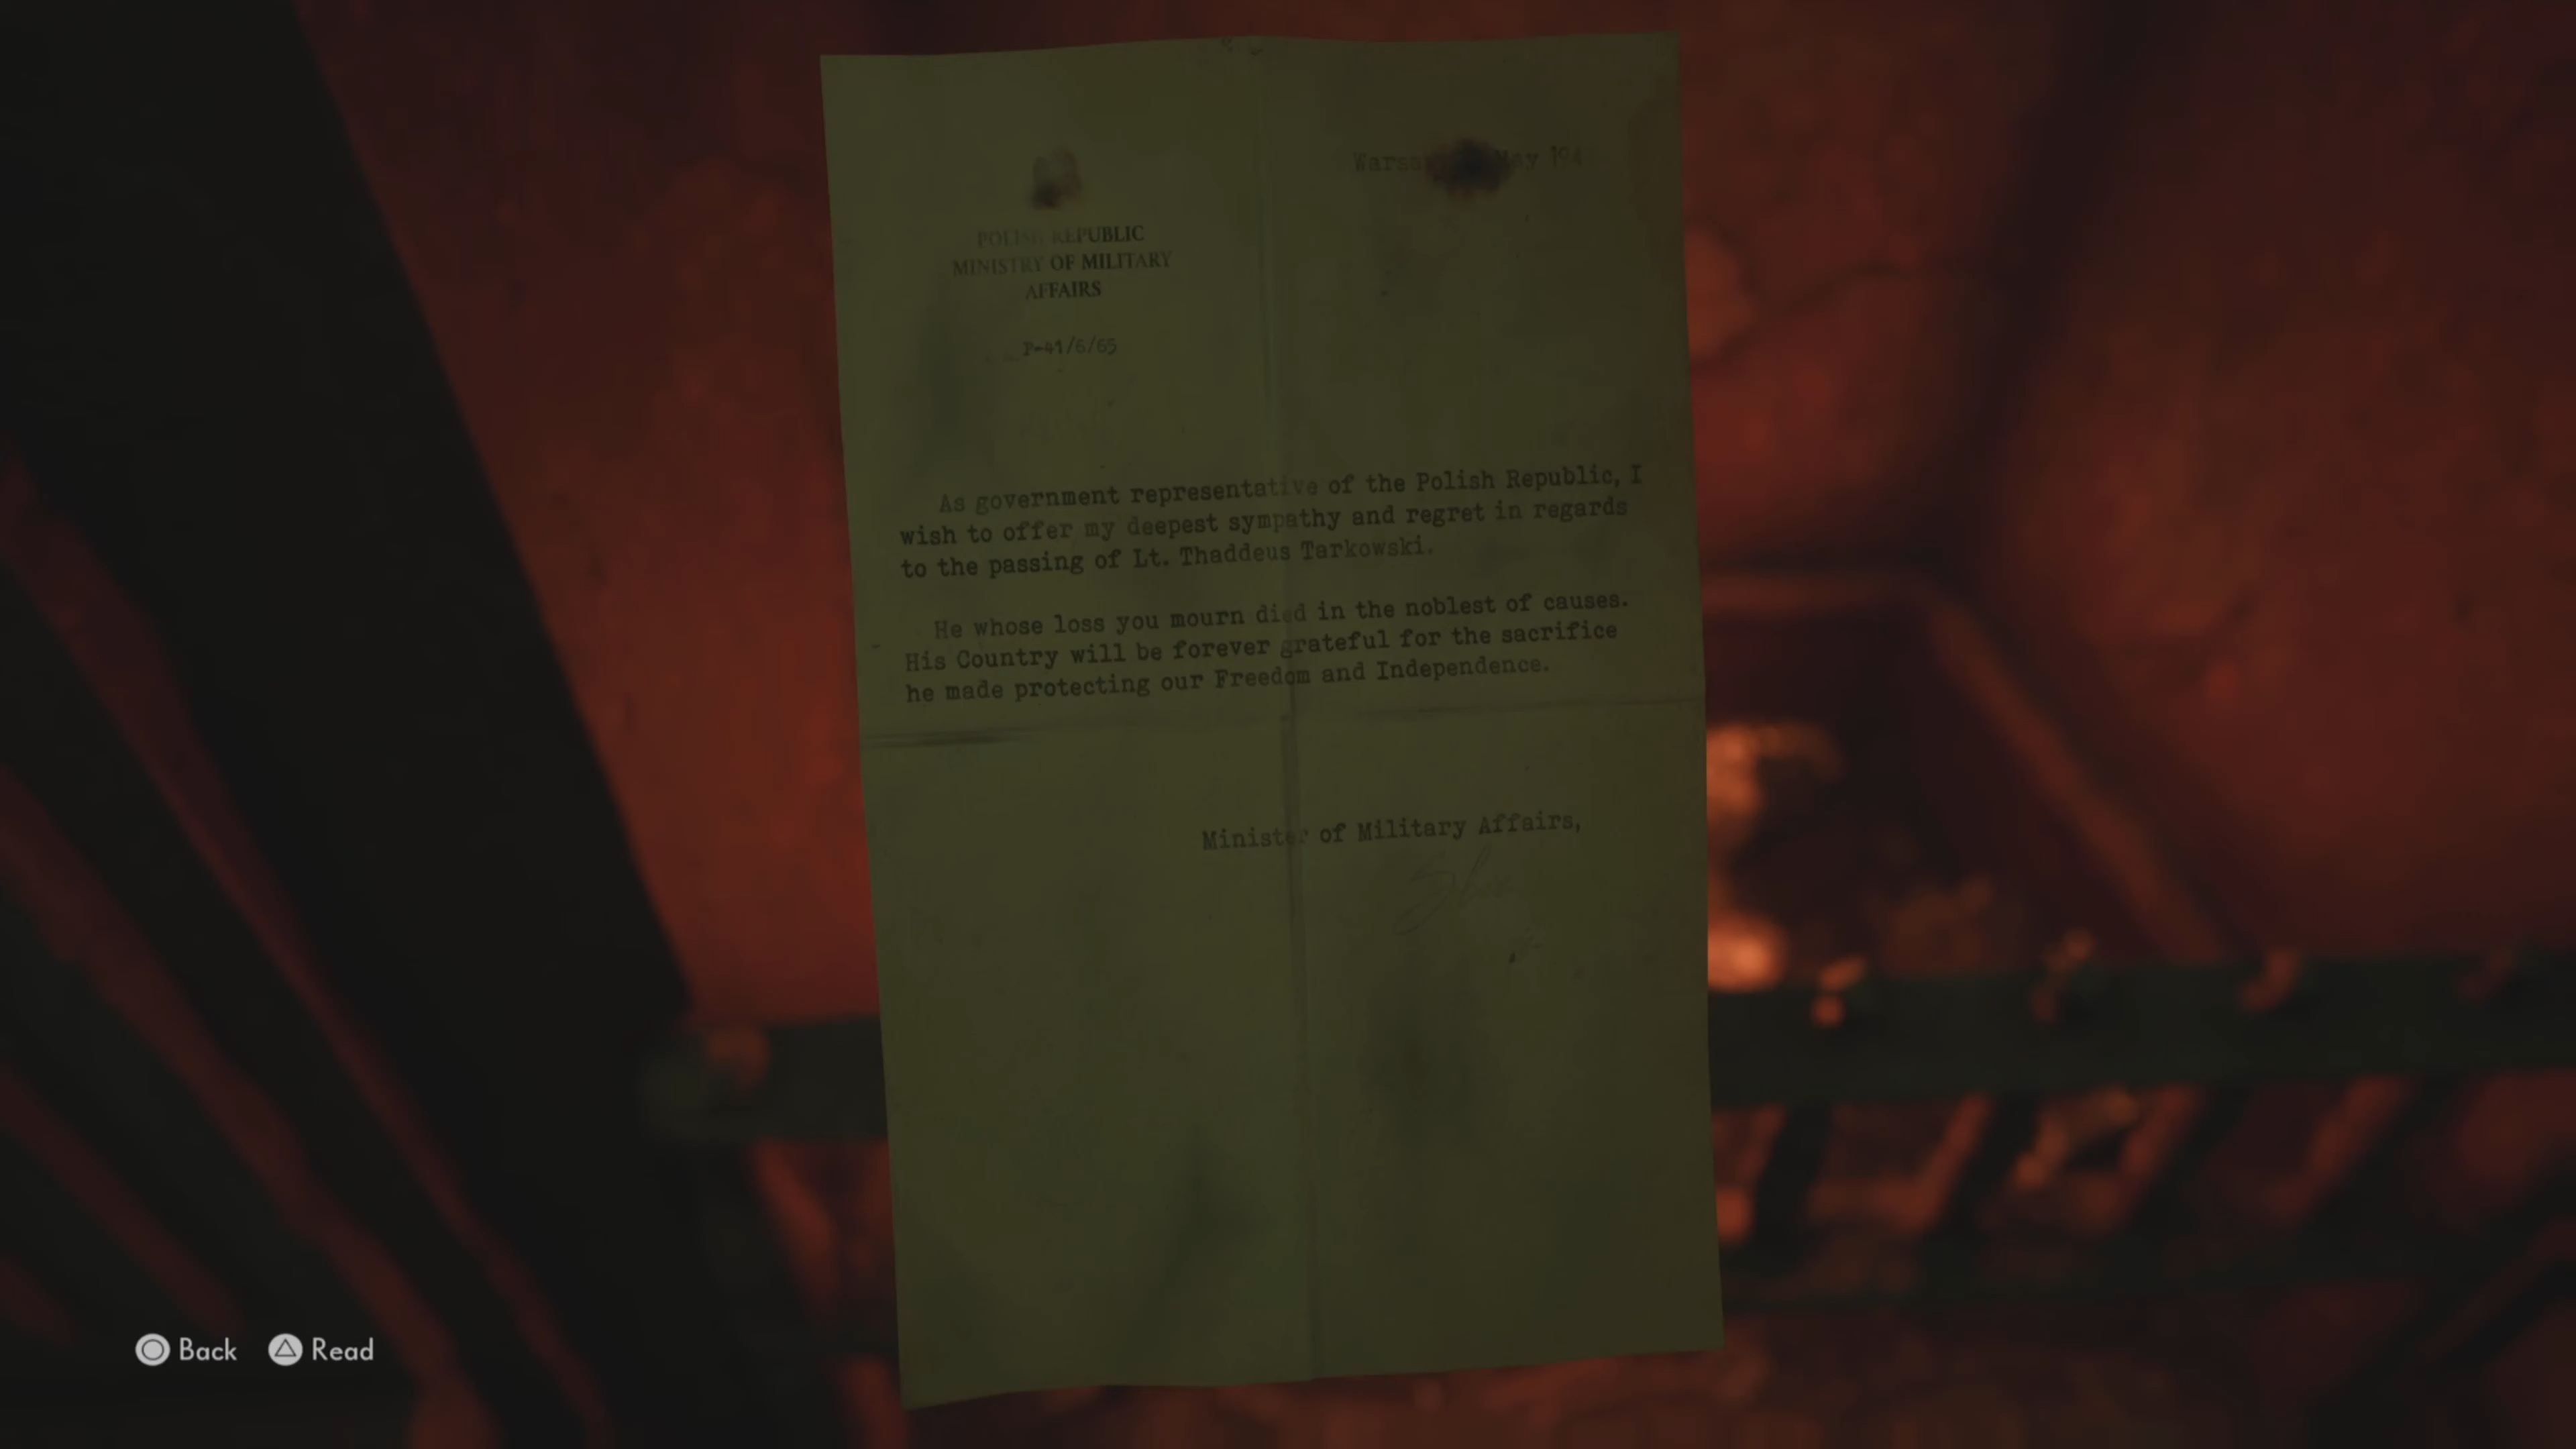 POLISH REPUBLIC
MINISTRY OF MILITARY
AFFAIRS
P-41/6/65
As government representative of the Polish Republic, I
wish to offer my deepest sympathy and regret in regards
to the passing of Lt. Thaddeus Tarkowski.
He whose loss you mourn died in the noblest of causes.
His Country will be forever grateful for the sacrifice
he made protecting our Freedom and Independence.
Minister of Military Affairs,
Back
Read